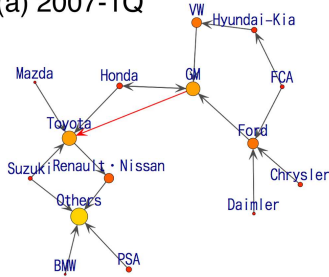 (a) 2007-1Q
VW
Hyundai-Kia
Mazda
Honda
GM
FCA
Toyota
Ford
Suzuki
Renault・Nissan
Chrysler
Others
Daimler
BMW
PSA